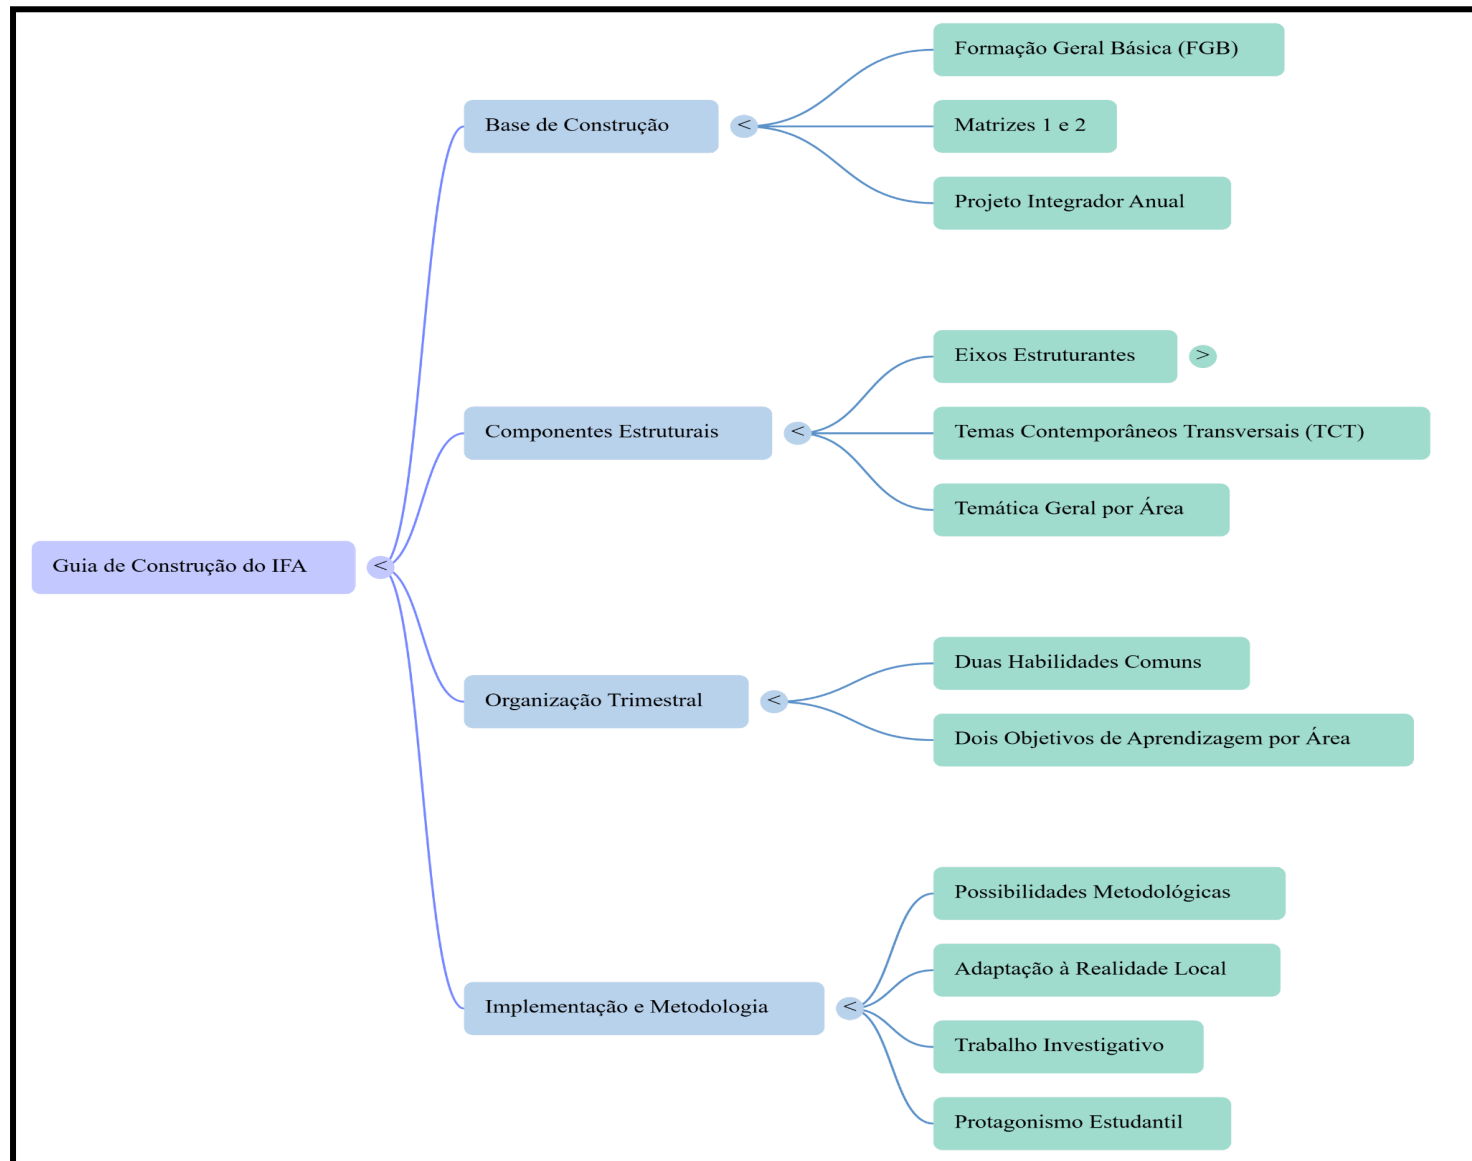 Guia de Construção do IFA
<
Base de Construção
<
Formação Geral Básica (FGB)
Matrizes 1 e 2
Projeto Integrador Anual
Componentes Estruturais
<
Eixos Estruturantes
>
Temas Contemporâneos Transversais (TCT)
Temática Geral por Área
Organização Trimestral
<
Duas Habilidades Comuns
Dois Objetivos de Aprendizagem por Área
Implementação e Metodologia
<
Possibilidades Metodológicas
Adaptação à Realidade Local
Trabalho Investigativo
Protagonismo Estudantil